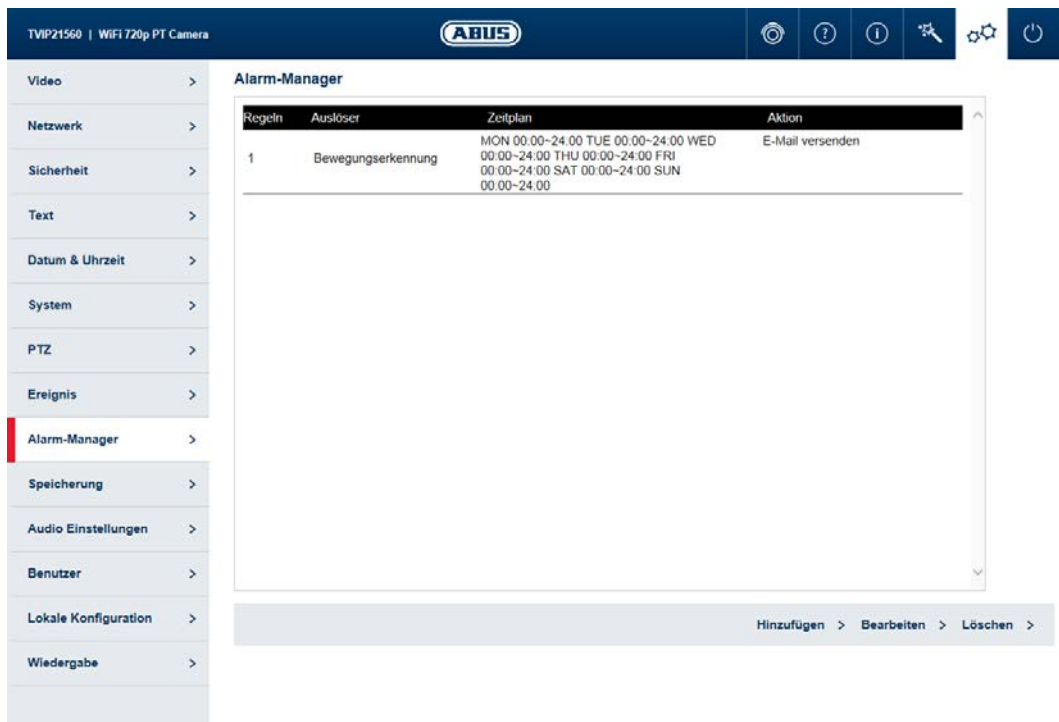 TVIP21560 | WiFi 720p PT Camera
ABUS
Video >
Netzwerk >
Sicherheit >
Text >
Datum & Uhrzeit >
System >
PTZ >
Ereignis >
Alarm-Manager >
Speicherung >
Audio Einstellungen >
Benutzer >
Lokale Konfiguration >
Wiedergabe >
Alarm-Manager
Regeln Auslöser Zeitplan Aktion
1 Bewegungserkennung MON 00:00~24:00 TUE 00:00~24:00 WED E-Mail versenden
00:00~24:00 THU 00:00~24:00 FRI
00:00~24:00 SAT 00:00~24:00 SUN
00:00~24:00
Hinzufügen > Bearbeiten > Löschen >